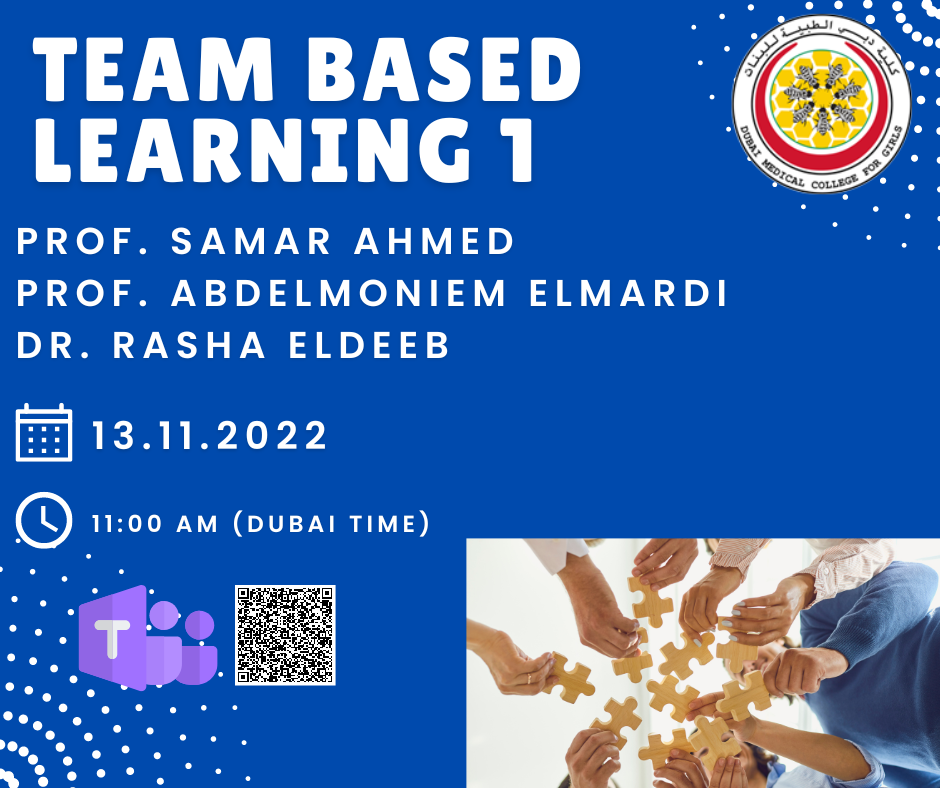 TEAM BASED
LEARNING 1
كلية دبي الطبية للبنات
DUBAI MEDICAL COLLEGE FOR GIRLS
PROF. SAMAR AHMED
PROF. ABDELMONIEM ELMARDI
DR. RASHA ELDEEB
13.11.2022
11:00 AM (DUBAI TIME)
T